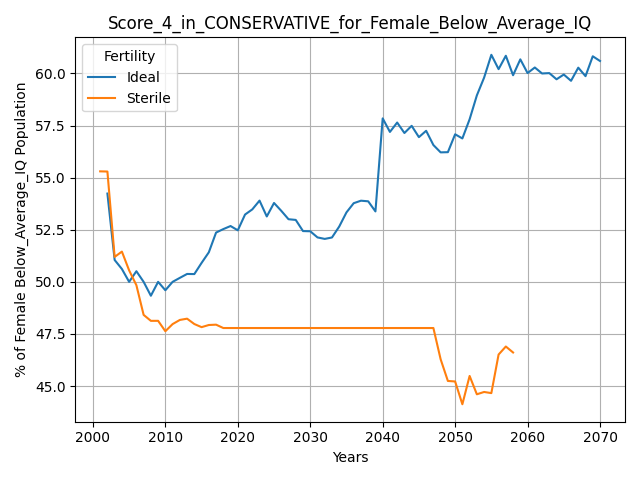 Score_4_in_CONSERVATIVE_for_Female_Below_Average_IQ
Fertility
Ideal
Sterile
% of Female Below_Average_IQ Population
60.0
57.5
55.0
52.5
50.0
47.5
45.0
2000 2010 2020 2030 2040 2050 2060 2070
Years